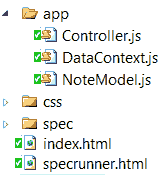 app
Controller.js
DataContext.js
NoteModel.js
css
spec
index.html
specrunner.html